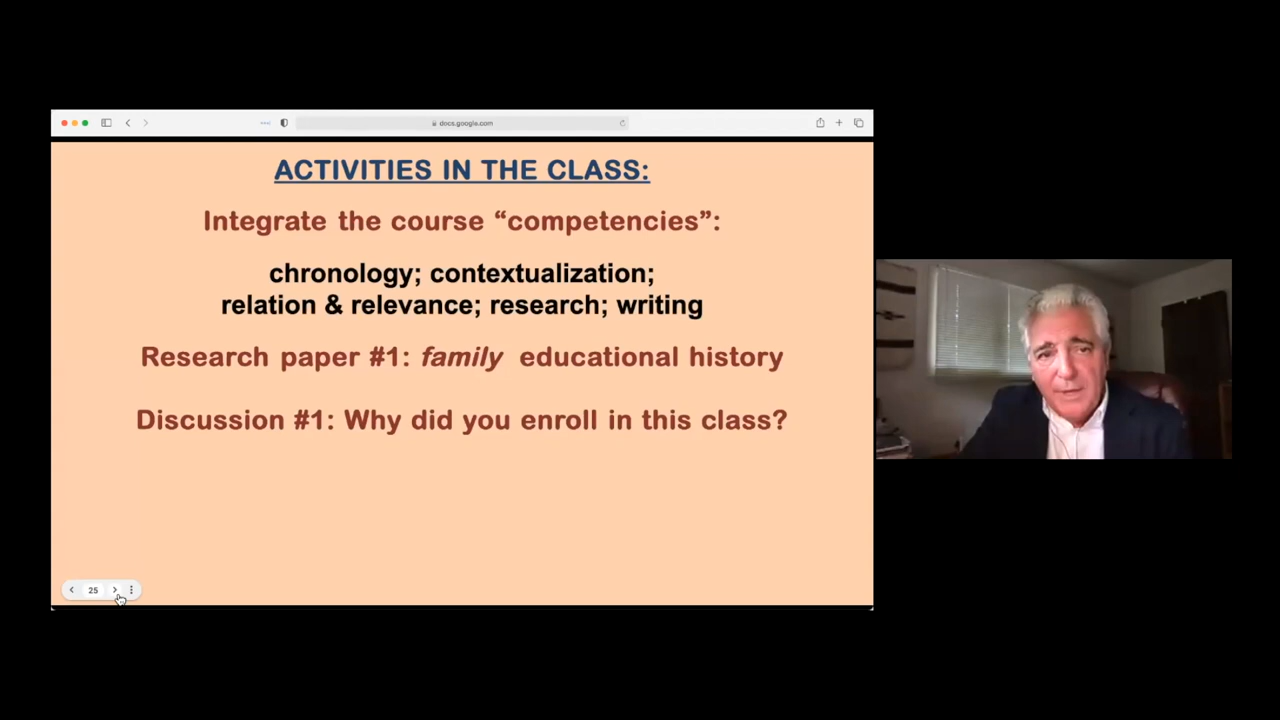 docs.google.com
ACTIVITIES IN THE CLASS:
Integrate the course “competencies”:
chronology; contextualization;
relation & relevance; research; writing
Research paper #1: family educational history
Discussion #1: Why did you enroll in this class?
25